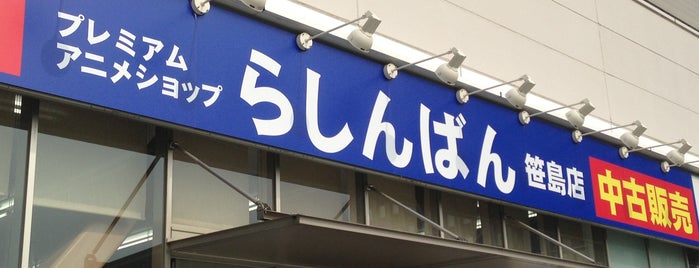 プレミアム
アニメショップ
らしんばん
笹島店
中古販売